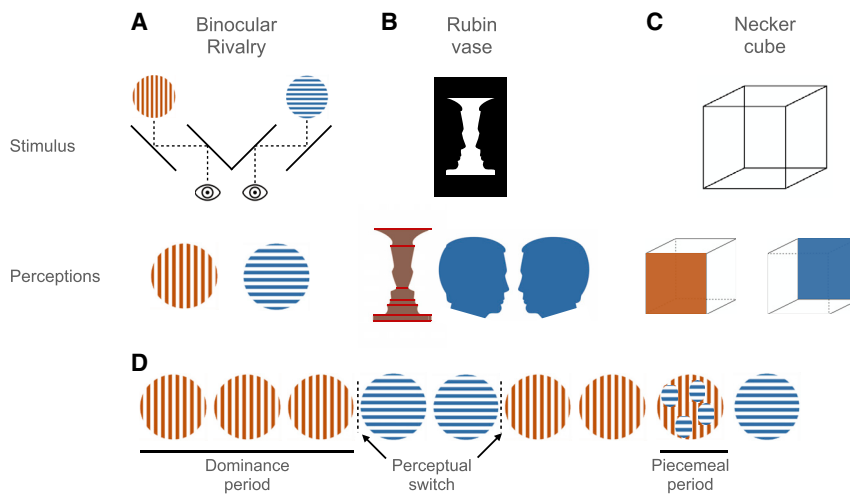 A
Binocular
Rivalry
B
Rubin
vase
C
Necker
cube
Stimulus
Perceptions
D
Dominance
period
Perceptual
switch
Piecemeal
period